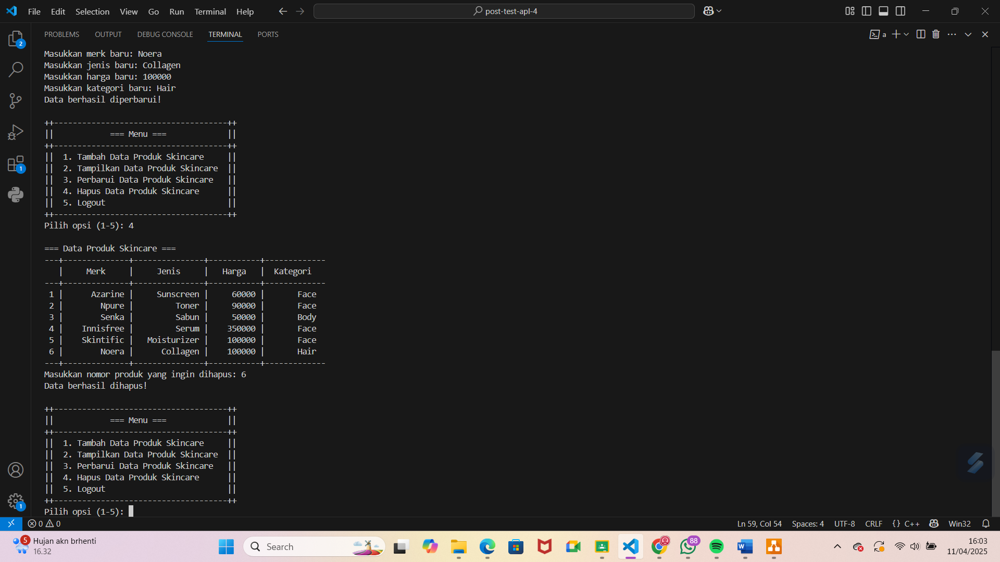 File Edit Selection View Go Run Terminal Help
post-test-apl-4
PROBLEMS OUTPUT DEBUG CONSOLE TERMINAL PORTS
a
2
1
1
Masukkan merk baru: Noera
Masukkan jenis baru: Collagen
Masukkan harga baru: 100000
Masukkan kategori baru: Hair
Data berhasil diperbarui!
++-------------------------------------++
||            === Menu ===             ||
++-------------------------------------++
||  1. Tambah Data Produk Skincare     ||
||  2. Tampilkan Data Produk Skincare  ||
||  3. Perbarui Data Produk Skincare   ||
||  4. Hapus Data Produk Skincare      ||
||  5. Logout                          ||
++-------------------------------------++
Pilih opsi (1-5): 4
=== Data Produk Skincare ===
---+--------------+---------------+-----------+-------------
   |     Merk     |     Jenis     |   Harga   |  Kategori
---+--------------+---------------+-----------+-------------
 1 |      Azarine |     Sunscreen |     60000 |       Face
 2 |        Npure |         Toner |     90000 |       Face
 3 |        Senka |         Sabun |     50000 |       Body
 4 |    Innisfree |         Serum |    350000 |       Face
 5 |    Skintific |   Moisturizer |    100000 |       Face
 6 |        Noera |      Collagen |    100000 |       Hair
---+--------------+---------------+-----------+-------------
Masukkan nomor produk yang ingin dihapus: 6
Data berhasil dihapus!
++-------------------------------------++
||            === Menu ===             ||
++-------------------------------------++
||  1. Tambah Data Produk Skincare     ||
||  2. Tampilkan Data Produk Skincare  ||
||  3. Perbarui Data Produk Skincare   ||
||  4. Hapus Data Produk Skincare      ||
||  5. Logout                          ||
++-------------------------------------++
Pilih opsi (1-5):
0 0 Ln 59, Col 54 Spaces: 4 UTF-8 CRLF {} C++ Win32
5 Hujan akn brhenti
16.32
Search
88
16:03
11/04/2025